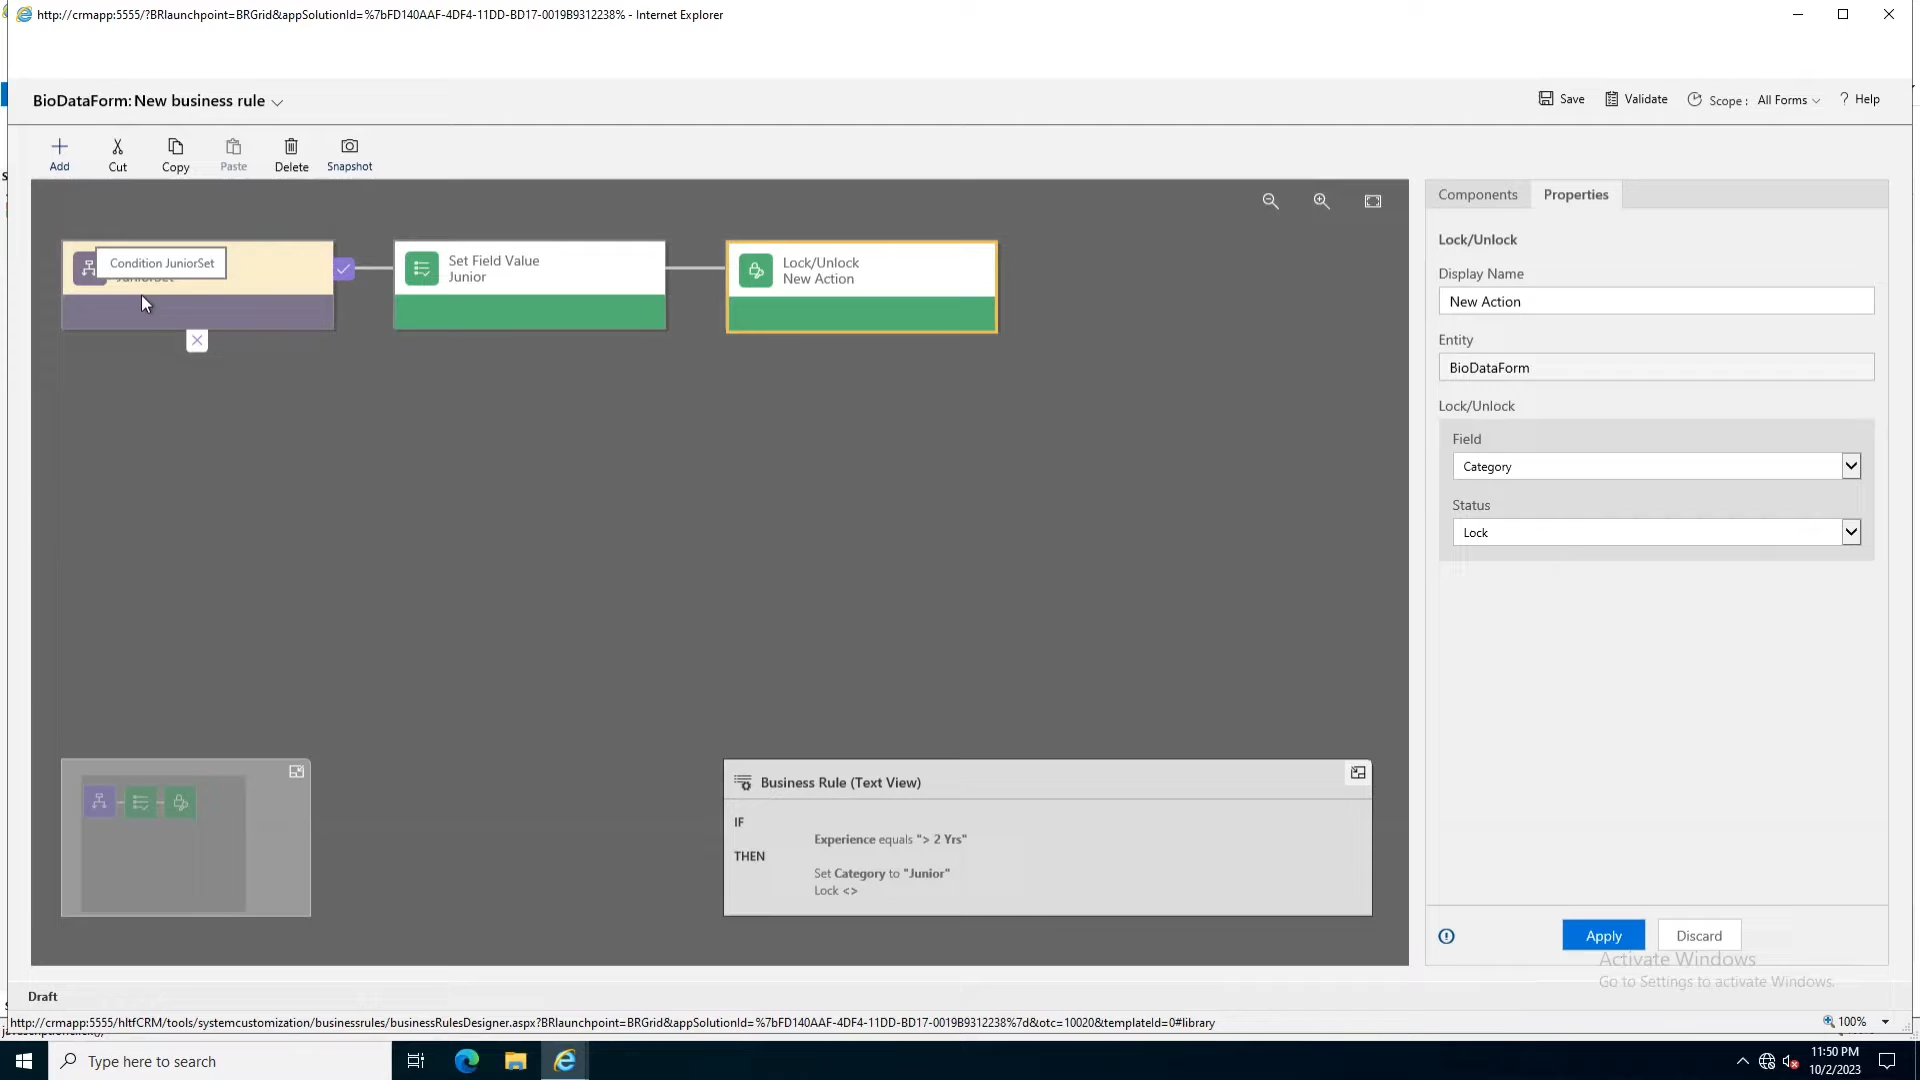 http://crmapp:5555/?BRlaunchpoint=BRGrid&appSolutionId=%7bFD140AAF-4DF4-11DD-BD17-0019B9312238% - Internet Explorer
BioDataForm: New business rule
Save
Validate
Scope : All Forms
? Help
Add
Cut
Copy
Paste
Delete
Snapshot
Components
Properties
Condition JuniorSet
JuniorSet
Set Field Value
Junior
Lock/Unlock
New Action
Lock/Unlock
Display Name
New Action
Entity
BioDataForm
Lock/Unlock
Field
Category
Status
Lock
Business Rule (Text View)
IF
Experience equals "> 2 Yrs"
THEN
Set Category to "Junior"
Lock <>
Apply
Discard
Activate Windows
Go to Settings to activate Windows.
Draft
http://crmapp:5555/hltfCRM/tools/systemcustomization/businessrules/businessRulesDesigner.aspx?BRlaunchpoint=BRGrid&appSolutionId=%7bFD140AAF-4DF4-11DD-BD17-0019B9312238%7d&otc=10020&templateId=0#library
100%
Type here to search
11:50 PM
10/2/2023